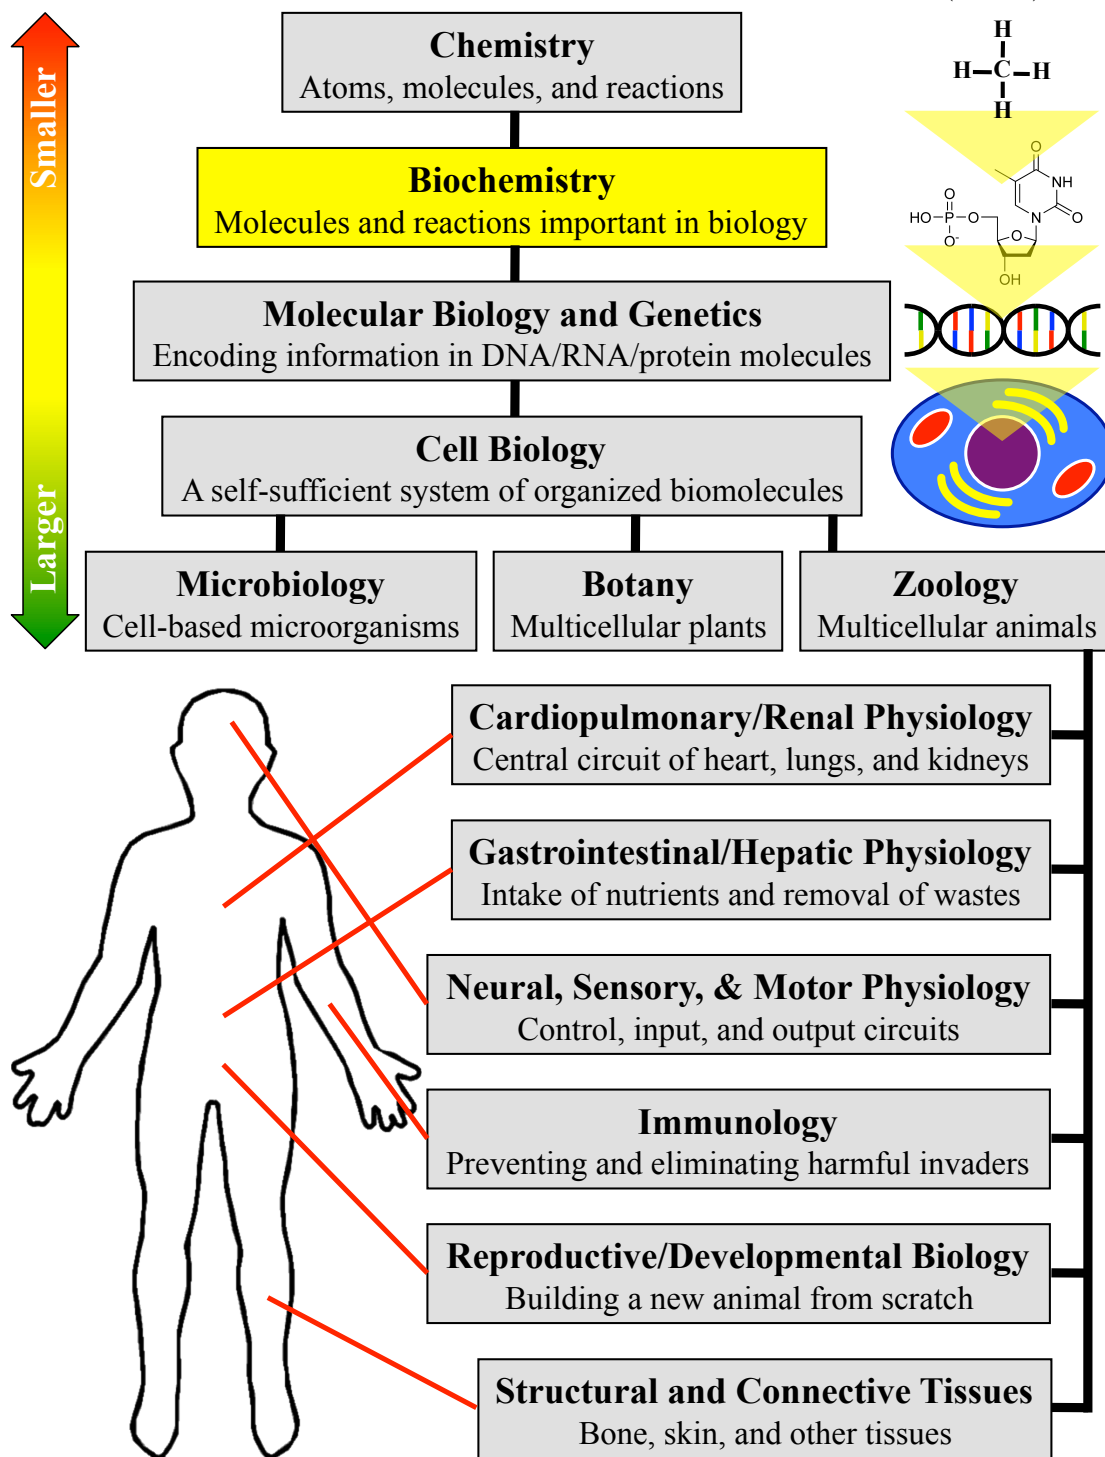 Smaller
Larger
Chemistry
Atoms, molecules, and reactions
Biochemistry
Molecules and reactions important in biology
Molecular Biology and Genetics
Encoding information in DNA/RNA/protein molecules
Cell Biology
A self-sufficient system of organized biomolecules
Microbiology
Cell-based microorganisms
Botany
Multicellular plants
Zoology
Multicellular animals
H
H C H
H
O
NH
O
N
O
HO P O
O-
O
OH
Cardiopulmonary/Renal Physiology
Central circuit of heart, lungs, and kidneys
Gastrointestinal/Hepatic Physiology
Intake of nutrients and removal of wastes
Neural, Sensory, & Motor Physiology
Control, input, and output circuits
Immunology
Preventing and eliminating harmful invaders
Reproductive/Developmental Biology
Building a new animal from scratch
Structural and Connective Tissues
Bone, skin, and other tissues